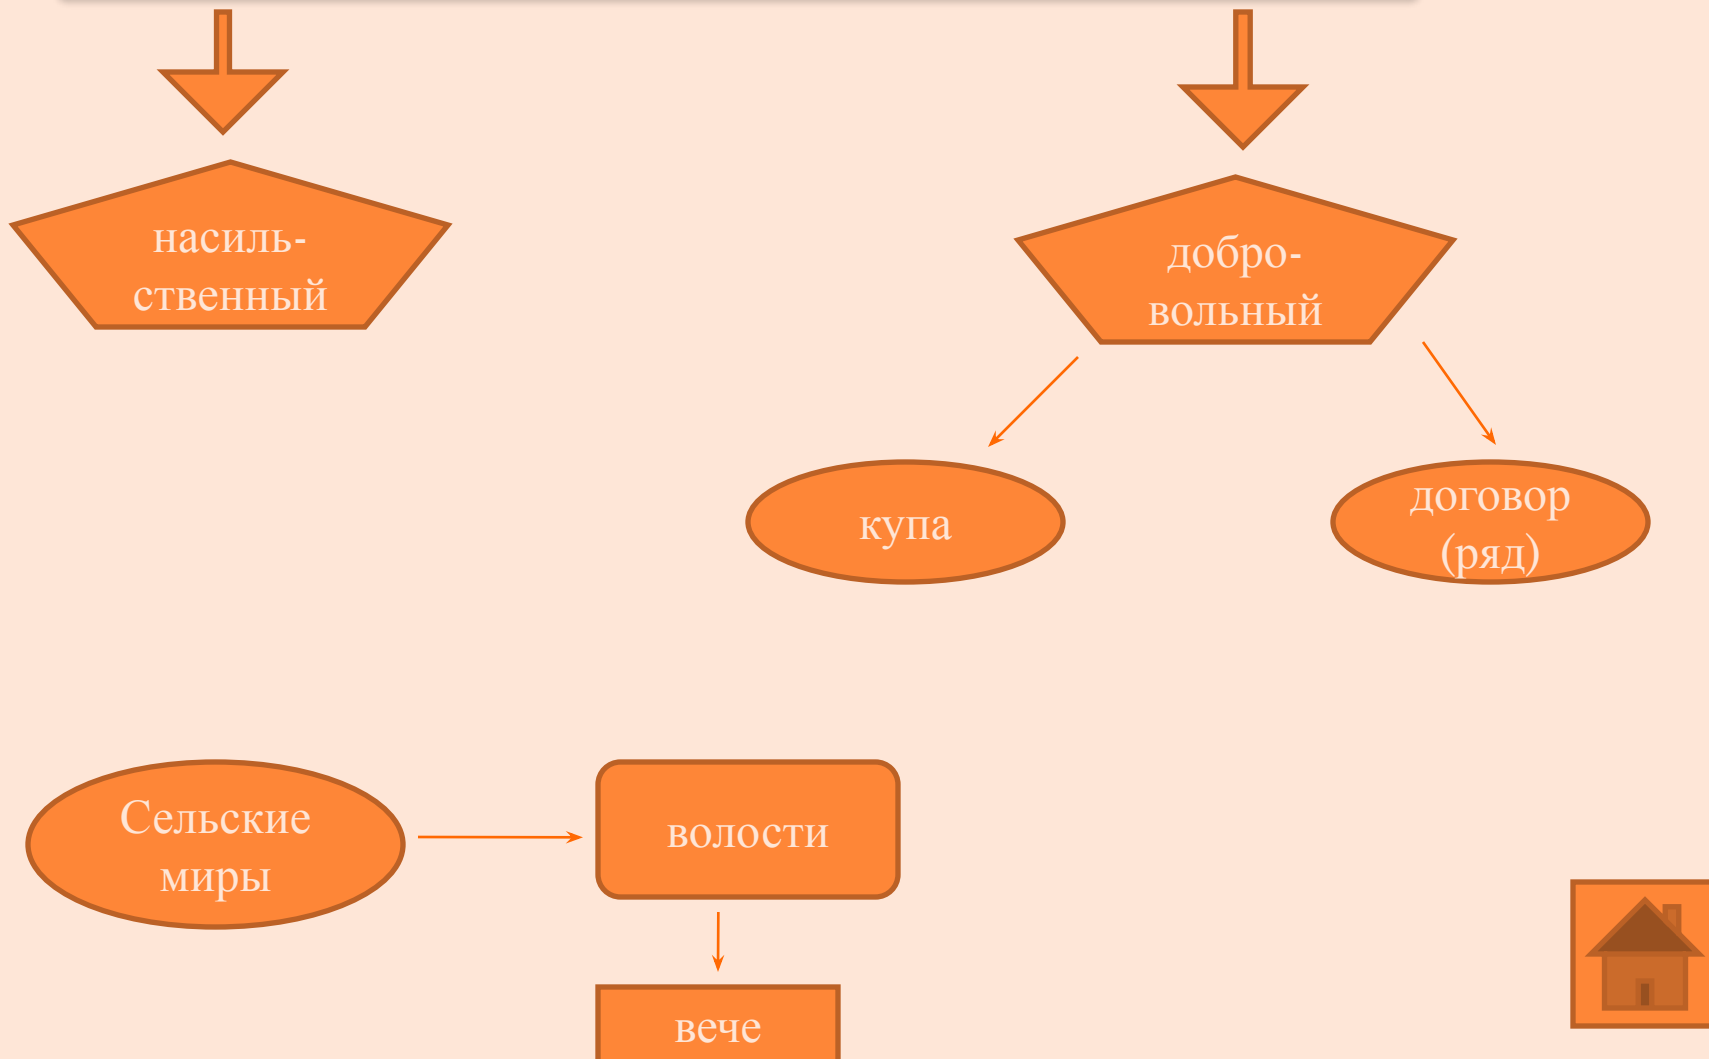 насиль-
ственный
добро-
вольный
купа
договор
(ряд)
Сельские
миры
волости
вече